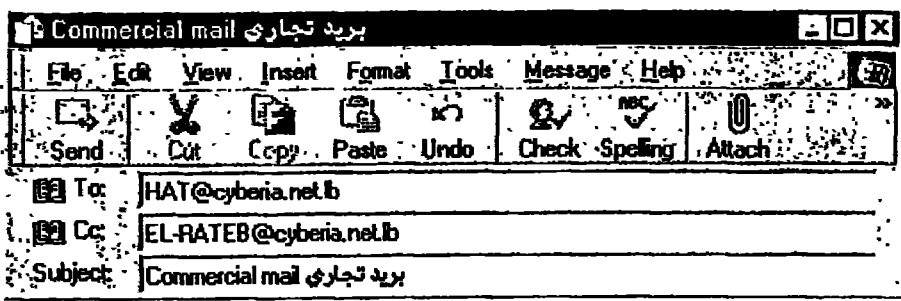 Commercial mail بريد تجاري
File Edit View Insert Format Tools Message Help
Send Cut Copy Paste Undo Check Spelling Attach
To: HAT@cyberia.net.lb
Cc: EL-RATEB@cyberia.net.lb
Subject: Commercial mail بريد تجاري